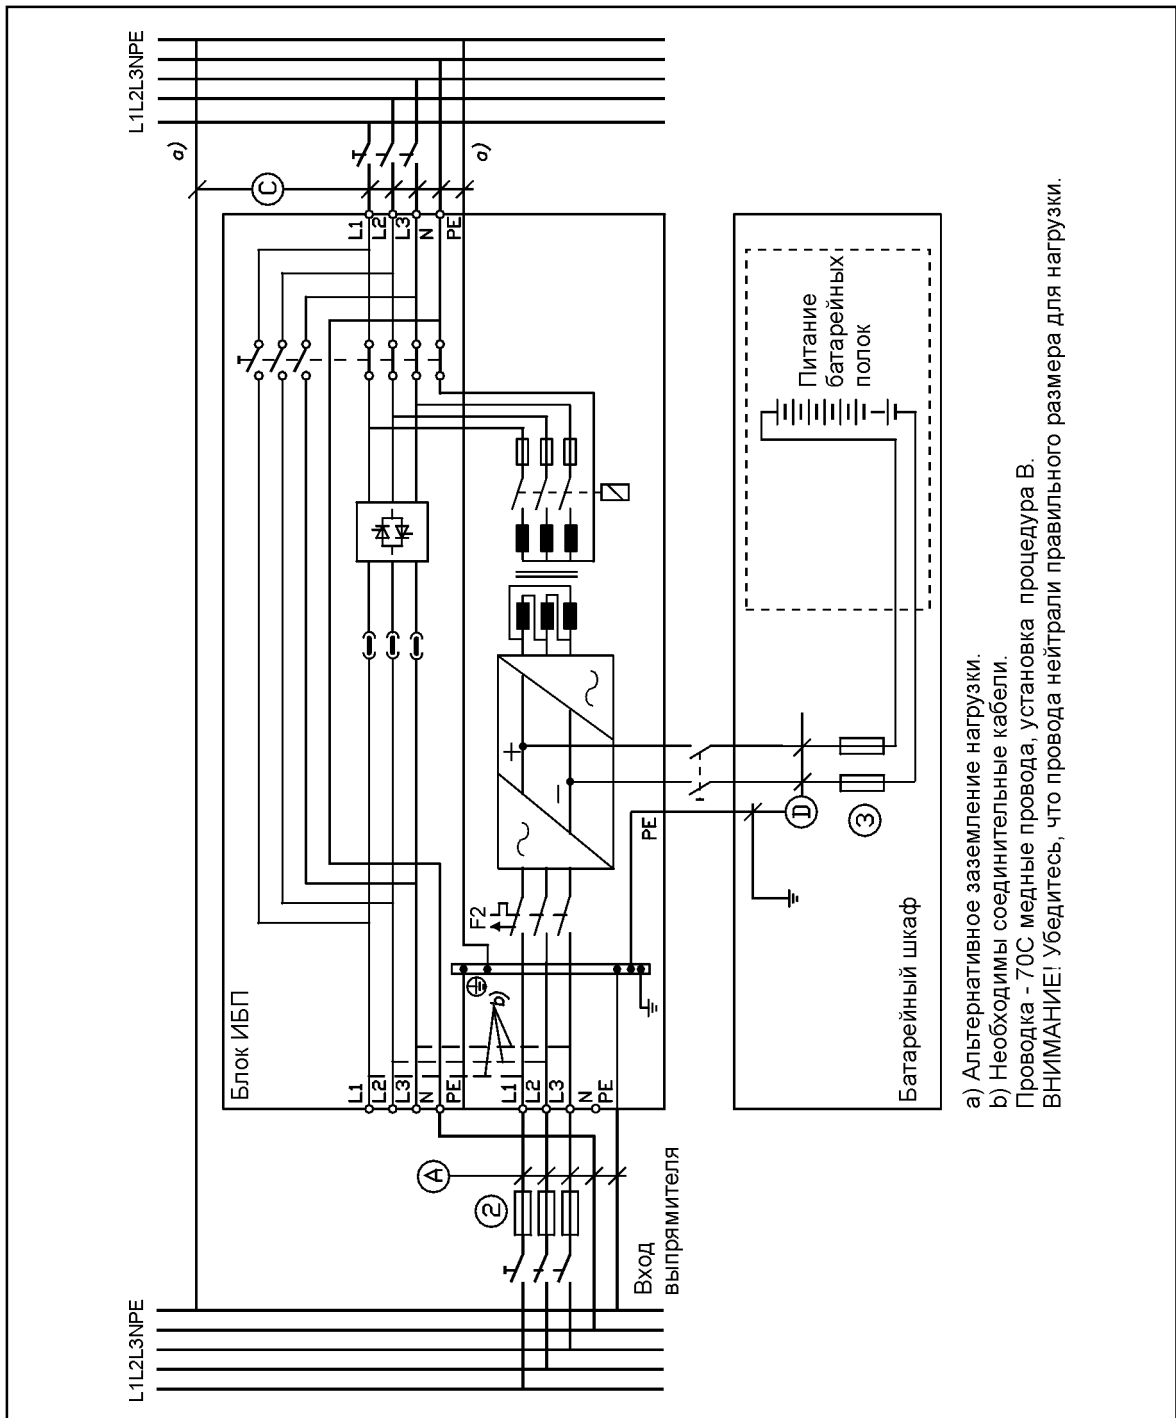 L1L2L3NPE
L1L2L3NPE
a)
a)
C
Блок ИБП
L1
L2
L3
N
PE
L1
L2
L3
N
PE
b)
F2
A
2
L1
L2
L3
N
PE
Вход
выпрямителя
PE
D
3
Питание
батарейных
полок
Батарейный шкаф
a) Альтернативное заземление нагрузки.
b) Необходимы соединительные кабели.
Проводка - 70С медные провода, установка процедура В.
ВНИМАНИЕ! Убедитесь, что провода нейтрали правильного размера для нагрузки.